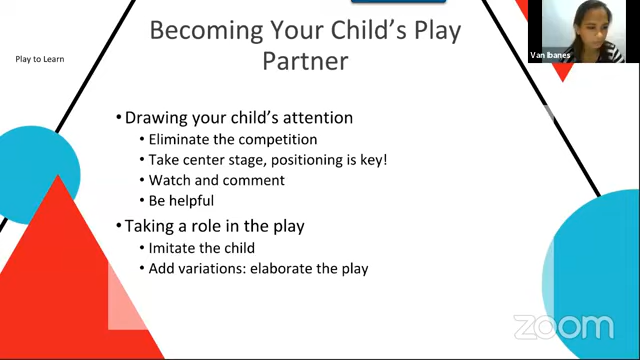 Becoming Your Child's Play
Partner
Play to Learn
Van Ibanes
• Drawing your child's attention
• Eliminate the competition
• Take center stage, positioning is key!
• Watch and comment
• Be helpful
• Taking a role in the play
• Imitate the child
• Add variations: elaborate the play
zoom